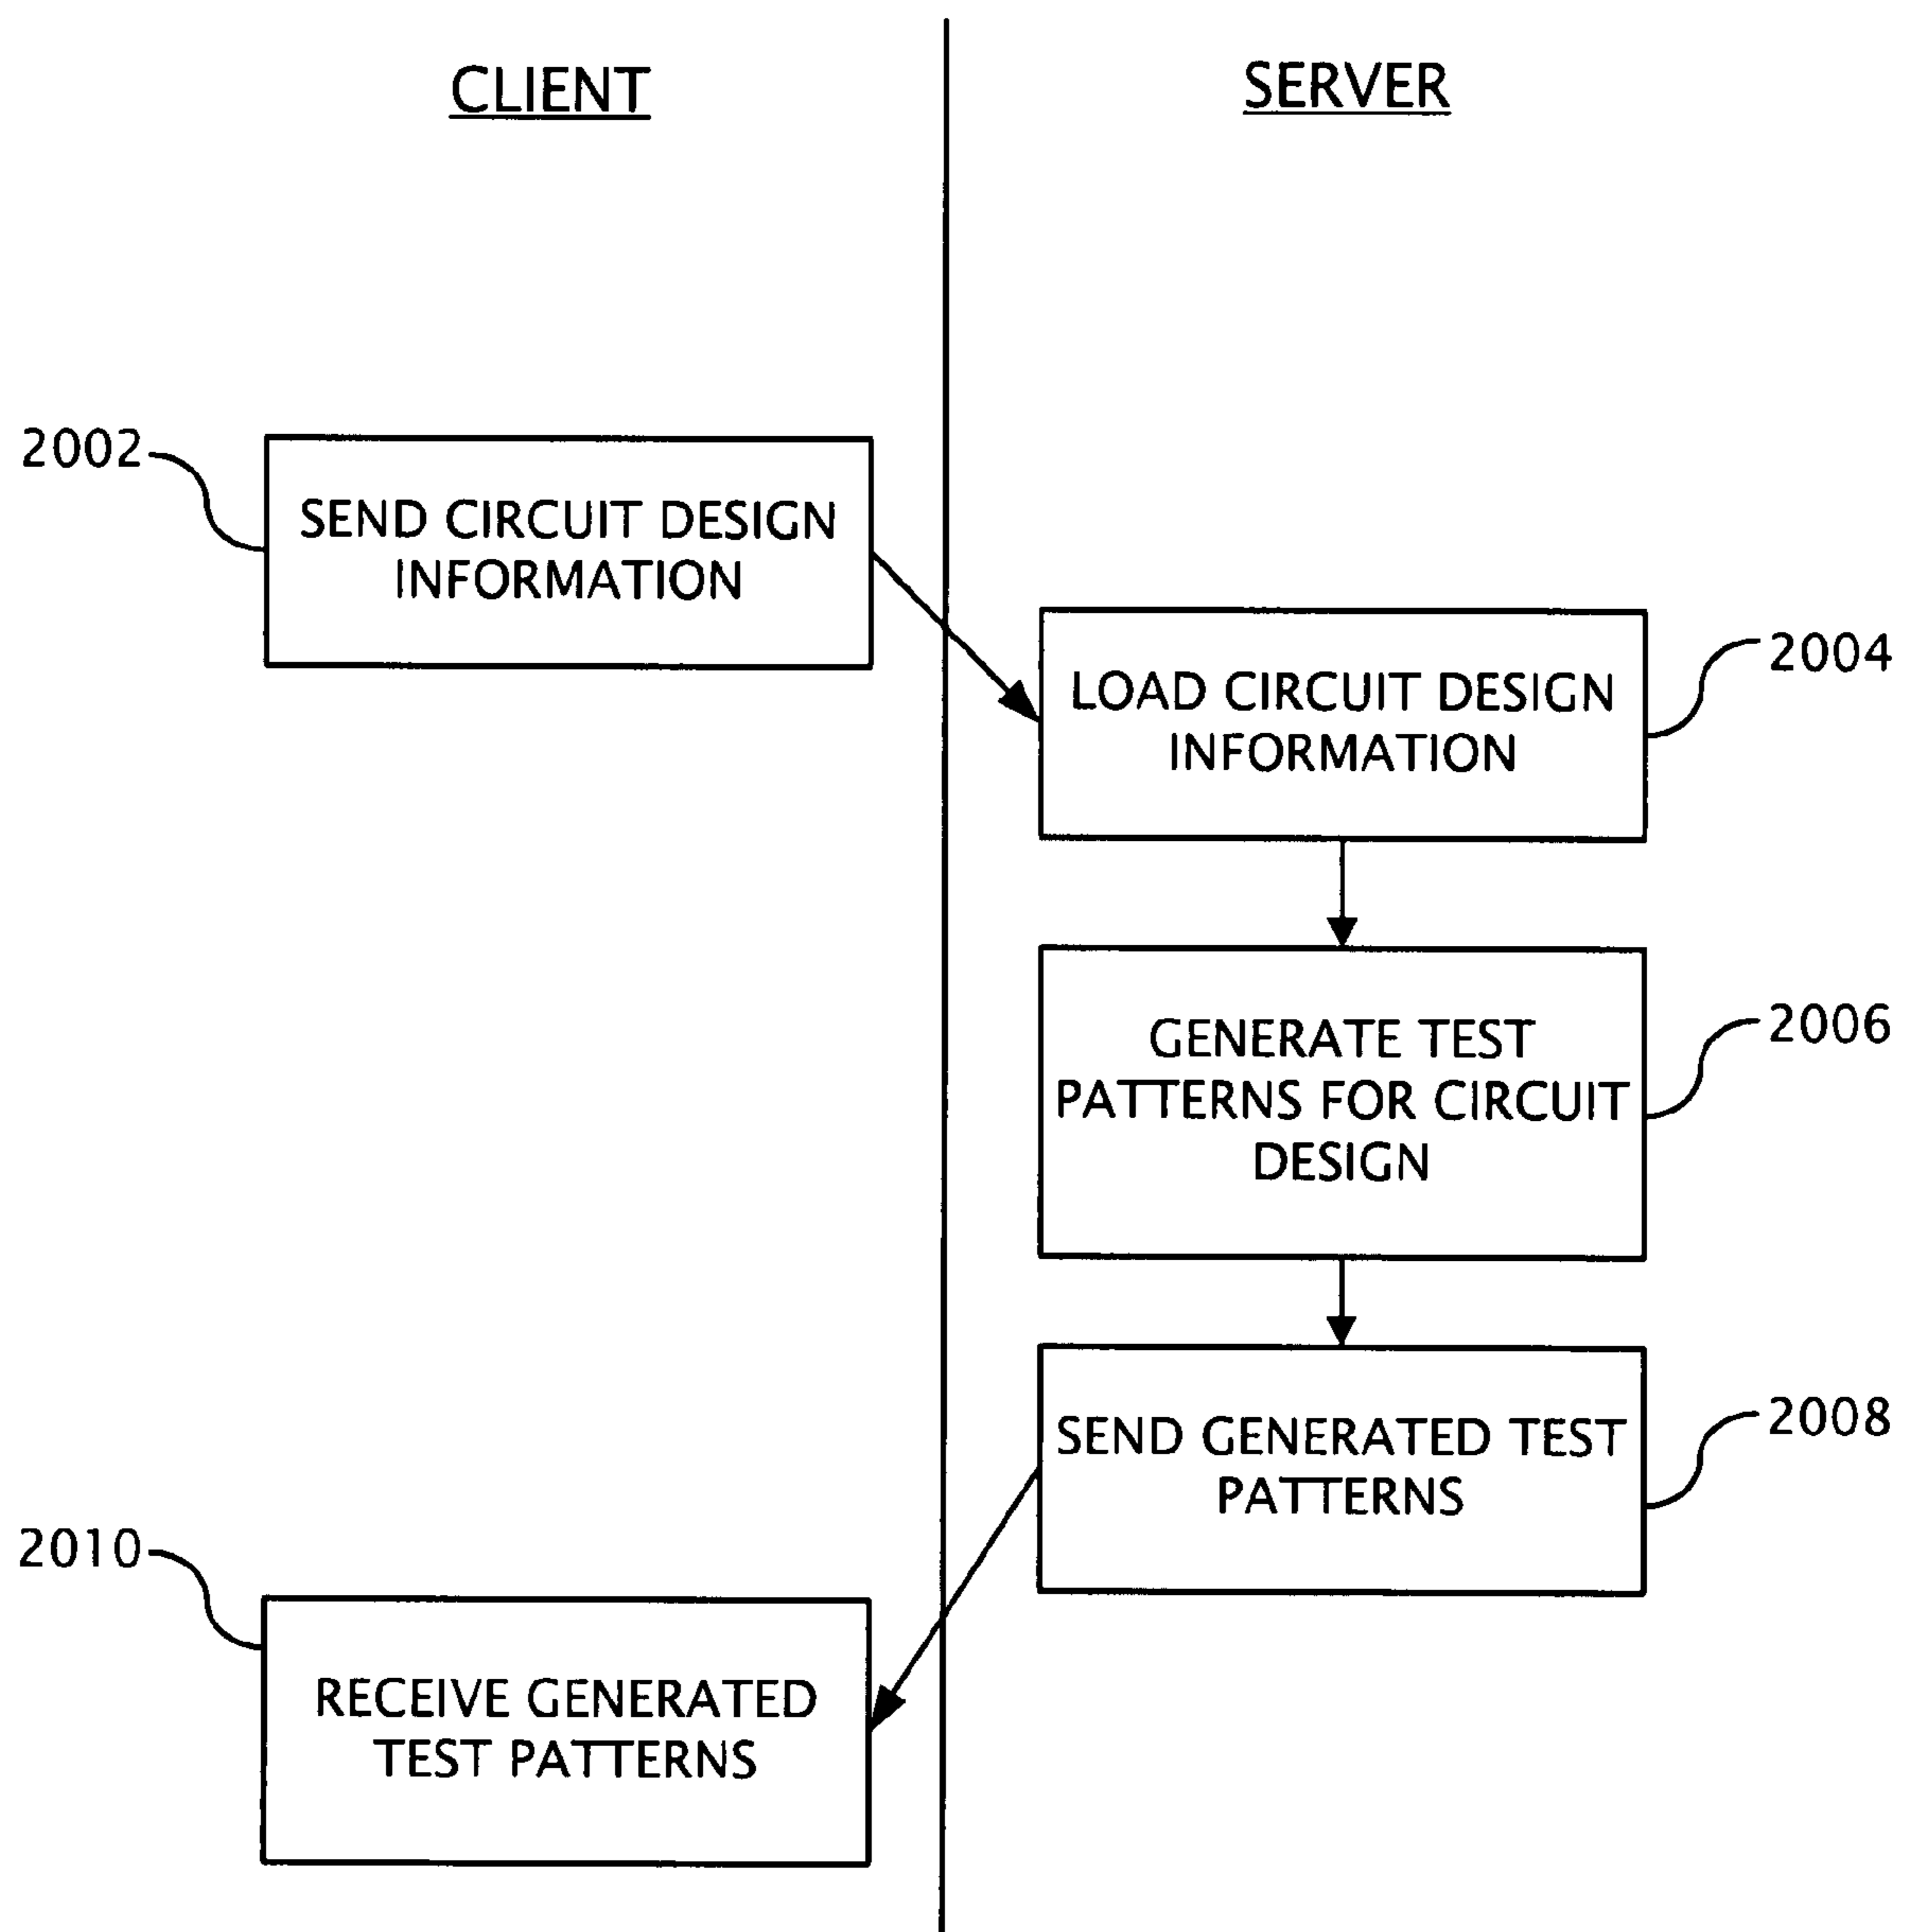 CLIENT
SERVER
2002
SEND CIRCUIT DESIGN
INFORMATION
2004
LOAD CIRCUIT DESIGN
INFORMATION
2006
GENERATE TEST
PATTERNS FOR CIRCUIT
DESIGN
2008
SEND GENERATED TEST
PATTERNS
2010
RECEIVE GENERATED
TEST PATTERNS